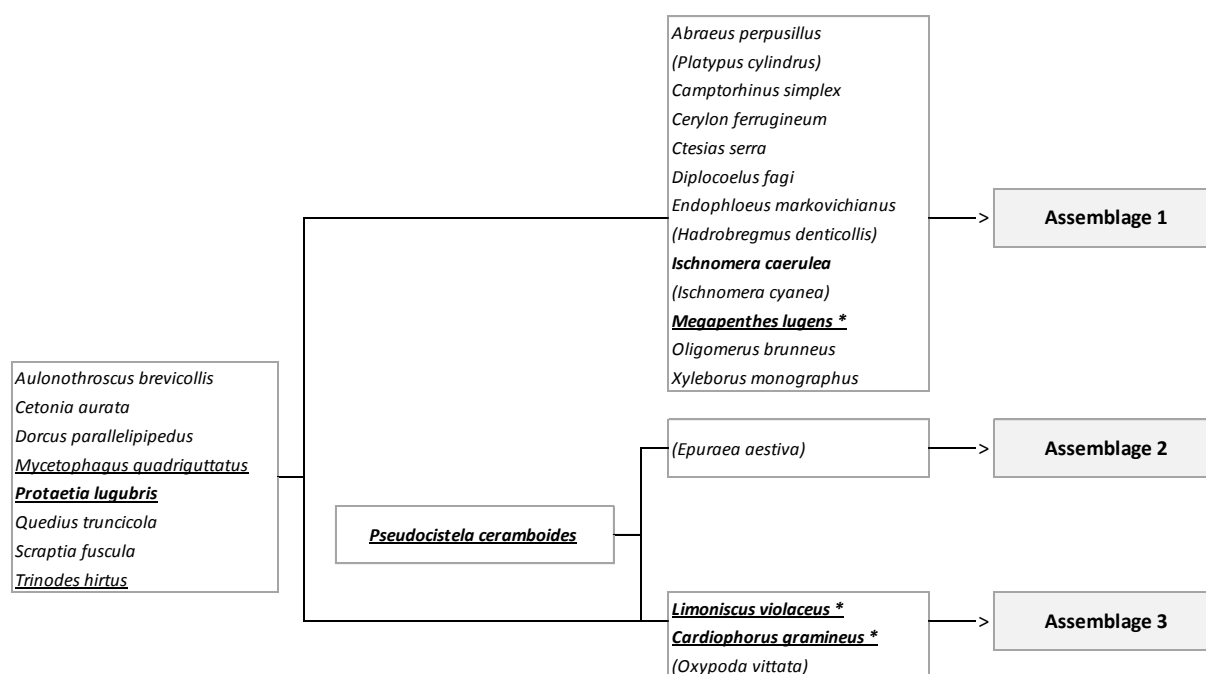 Abraeus perpusillus
(Platypus cylindrus)
Camptorhinus simplex
Cerylon ferrugineum
Ctesias serra
Diplocoelus fagi
Endophloeus markovichianus
(Hadrobregmus denticollis)
Ischnomera caerulea
(Ischnomera cyanea)
Megapenthes lugens *
Oligomerus brunneus
Xyleborus monographus
>
Assemblage 1
Aulonothroscus brevicollis
Cetonia aurata
Dorcus parallelipipedus
Mycetophagus quadriguttatus
Protaetia lugubris
Quedius truncicola
Scraptia fuscula
Trinodes hirtus
Pseudocistela ceramboides
(Epuraea aestiva)
>
Assemblage 2
Limoniscus violaceus *
Cardiophorus gramineus *
(Oxypoda vittata)
>
Assemblage 3